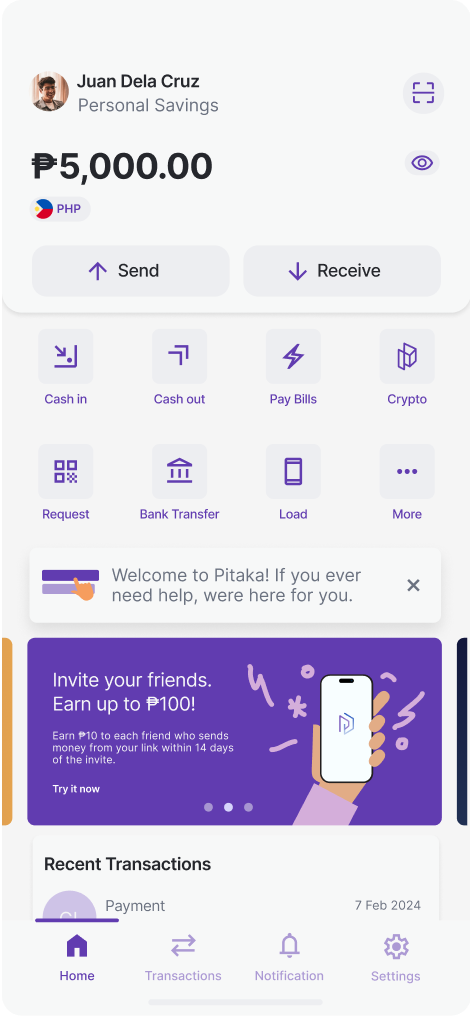 Juan Dela Cruz
Personal Savings
₱5,000.00
PHP
Send
Receive
Cash in
Cash out
Pay Bills
Crypto
Request
Bank Transfer
Load
More
Welcome to Pitaka! If you ever
need help, were here for you.
Invite your friends.
Earn up to ₱100!
Earn ₱10 to each friend who sends
money from your link within 14 days
of the invite.
Try it now
Recent Transactions
Payment
7 Feb 2024
Home
Transactions
Notification
Settings